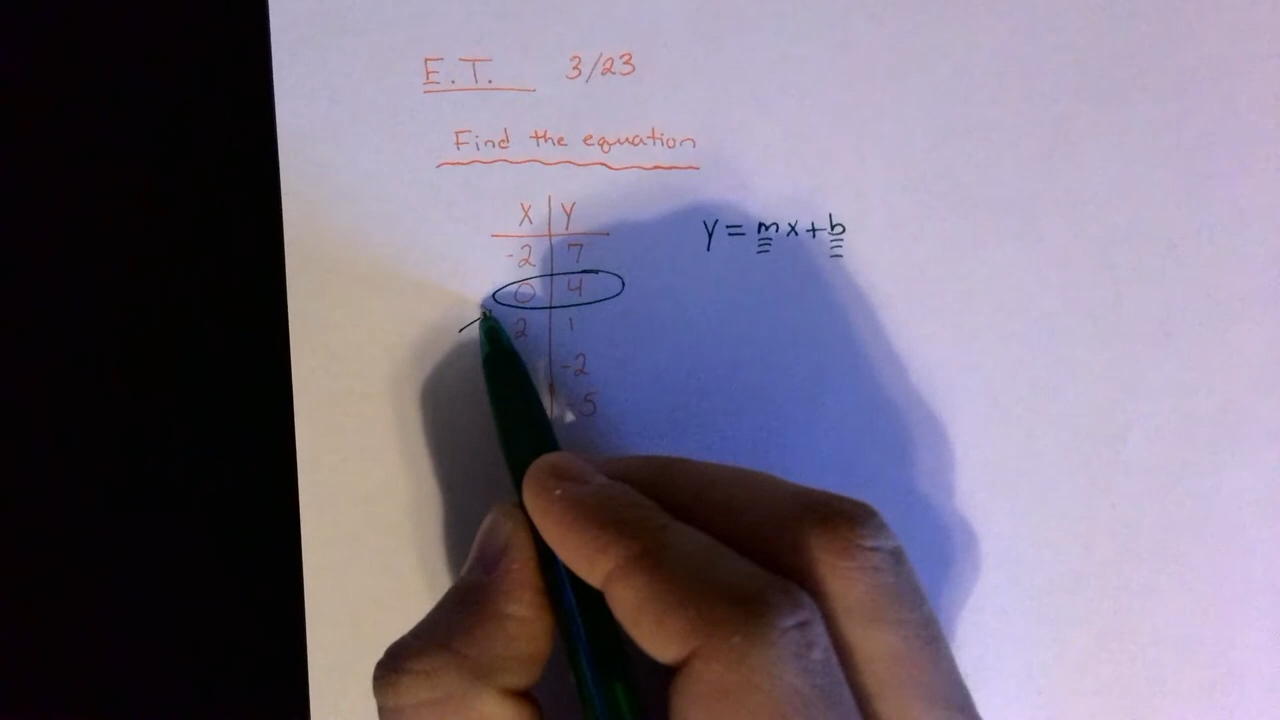 E.T. 3/23
Find the equation
X Y
-2 7
0 4
2 1
-2
-5
y = mx + b